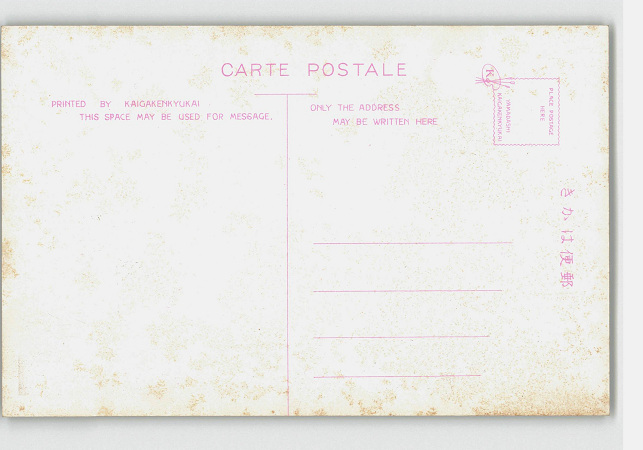 CARTE POSTALE
PRINTED BY KAIGAKENKYUKAI
THIS SPACE MAY BE USED FOR MESSAGE.
ONLY THE ADDRESS
MAY BE WRITTEN HERE
K
PLACE POSTAGE
HERE
KAIGAKENKYUKAI
きかは便郵